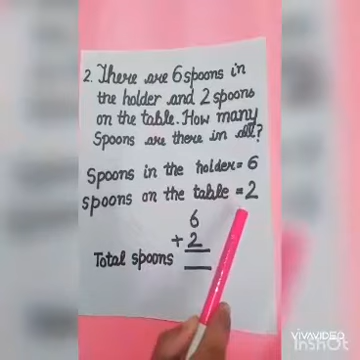 2. There are 6 spoons in
the holder and 2 spoons
on the table. How many
Spoons are there in all?
Spoons in the holder = 6
spoons on the table = 2
6
+ 2
Total spoons
VIVAVIDEO
InShOt